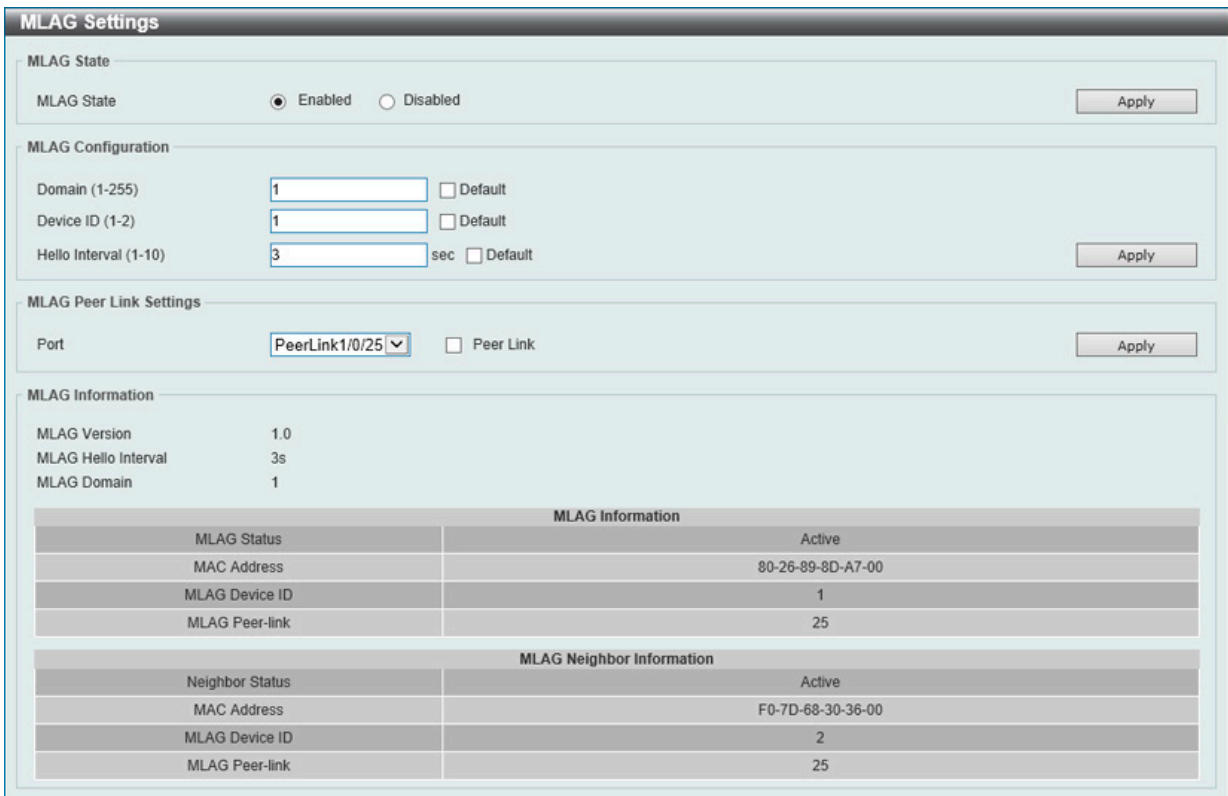 MLAG Settings
MLAG State
MLAG State Enabled Disabled Apply
MLAG Configuration
Domain (1-255) 1 Default
Device ID (1-2) 1 Default
Hello Interval (1-10) 3 sec Default Apply
MLAG Peer Link Settings
Port PeerLink1/0/25 Peer Link Apply
MLAG Information
MLAG Version 1.0
MLAG Hello Interval 3s
MLAG Domain 1
MLAG Information
MLAG Status Active
MAC Address 80-26-89-8D-A7-00
MLAG Device ID 1
MLAG Peer-link 25
MLAG Neighbor Information
Neighbor Status Active
MAC Address F0-7D-68-30-36-00
MLAG Device ID 2
MLAG Peer-link 25